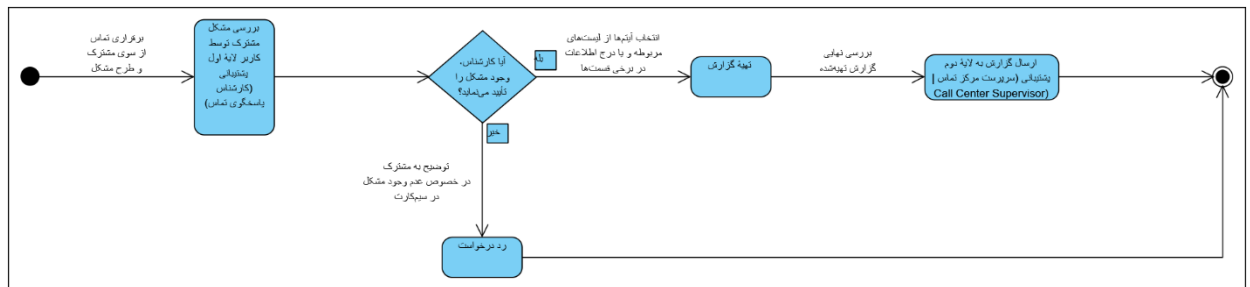 برقراری تماس
از سوی مشترک
و طرح مشکل
بررسی مشکل
مشترک توسط
کاربر لایهٔ اول
پشتیبانی
(کارشناس
پاسخگوی تماس)
آیا کارشناس،
وجود مشکل را
تأیید می‌نماید؟
بله
انتخاب آیتم‌ها از لیست‌های
مربوطه و یا درج اطلاعات
در برخی قسمت‌ها
تهیهٔ گزارش
بررسی نهایی
گزارش تهیه‌شده
ارسال گزارش به لایهٔ دوم
پشتیبانی (سرپرست مرکز تماس |
Call Center Supervisor)
خیر
توضیح به مشترک
در خصوص عدم وجود مشکل
در سیم‌کارت
رد درخواست